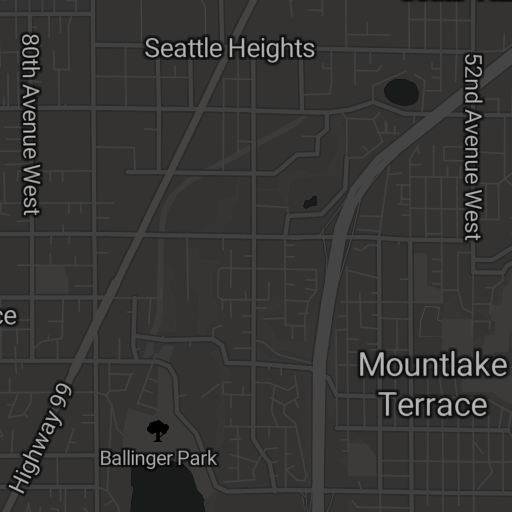 Seattle Heights
80th Avenue West
52nd Avenue West
ce
Mountlake
Terrace
Highway 99
Ballinger Park